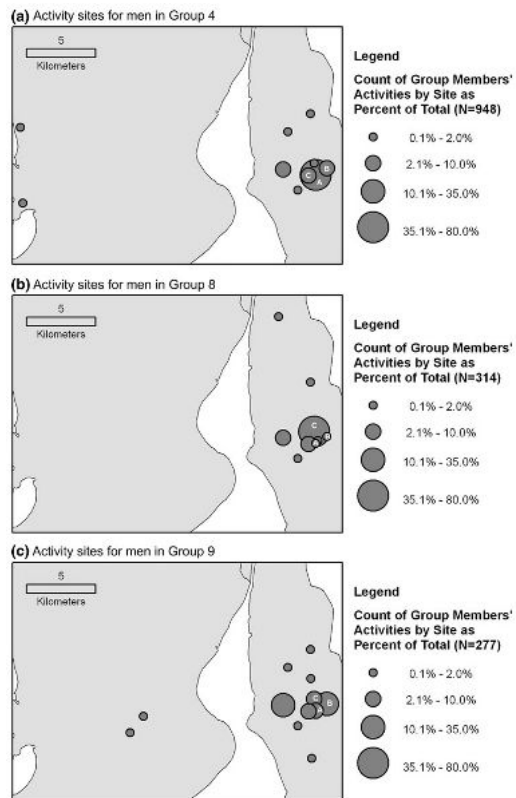 (a) Activity sites for men in Group 4
5
Kilometers
C
B
A
Legend
Count of Group Members'
Activities by Site as
Percent of Total (N=948)
0.1% - 2.0%
2.1% - 10.0%
10.1% - 35.0%
35.1% - 80.0%
(b) Activity sites for men in Group 8
5
Kilometers
C
Legend
Count of Group Members'
Activities by Site as
Percent of Total (N=314)
0.1% - 2.0%
2.1% - 10.0%
10.1% - 35.0%
35.1% - 80.0%
(c) Activity sites for men in Group 9
5
Kilometers
C
B
A
Legend
Count of Group Members'
Activities by Site as
Percent of Total (N=277)
0.1% - 2.0%
2.1% - 10.0%
10.1% - 35.0%
35.1% - 80.0%